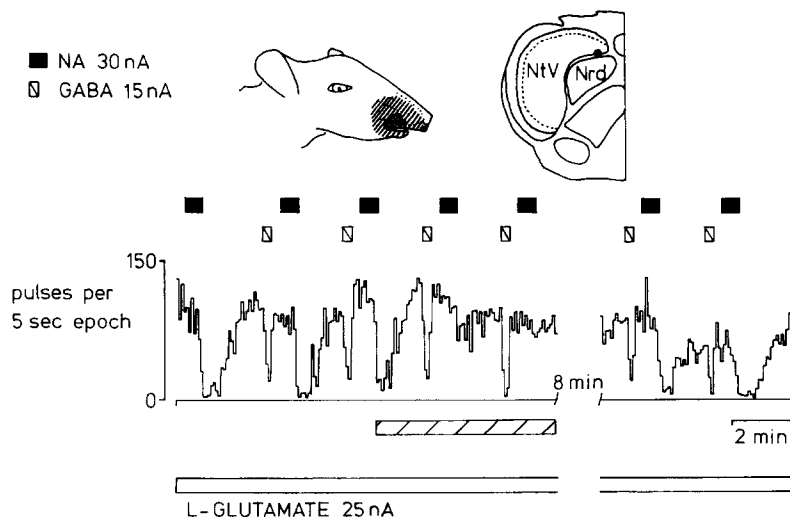 NA 30 nA
GABA 15 nA
NtV
Nrd
150
pulses per
5 sec epoch
0
8 min
2 min
L-GLUTAMATE 25 nA